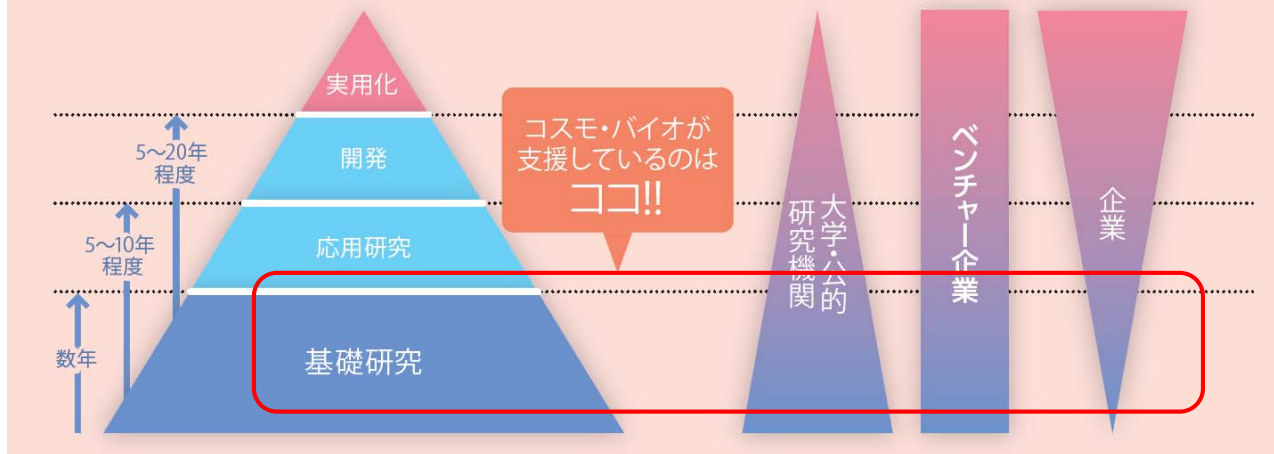 実用化
開発
応用研究
基礎研究
5〜20年
程度
5〜10年
程度
数年
コスモ・バイオが
支援しているのは
ココ!!
大学・公的
研究機関
ベンチャー企業
企業